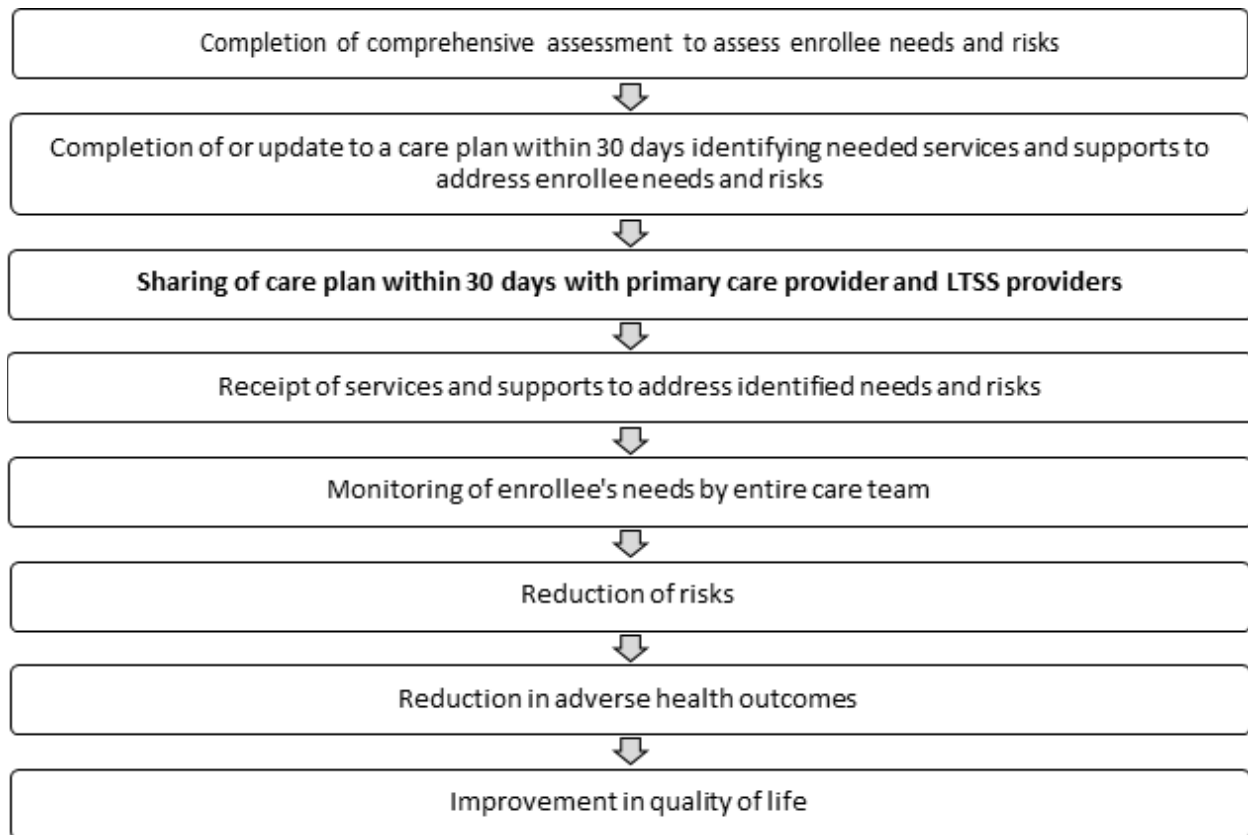 Completion of comprehensive assessment to assess enrollee needs and risks
Completion of or update to a care plan within 30 days identifying needed services and supports to
address enrollee needs and risks
Sharing of care plan within 30 days with primary care provider and LTSS providers
Receipt of services and supports to address identified needs and risks
Monitoring of enrollee's needs by entire care team
Reduction of risks
Reduction in adverse health outcomes
Improvement in quality of life